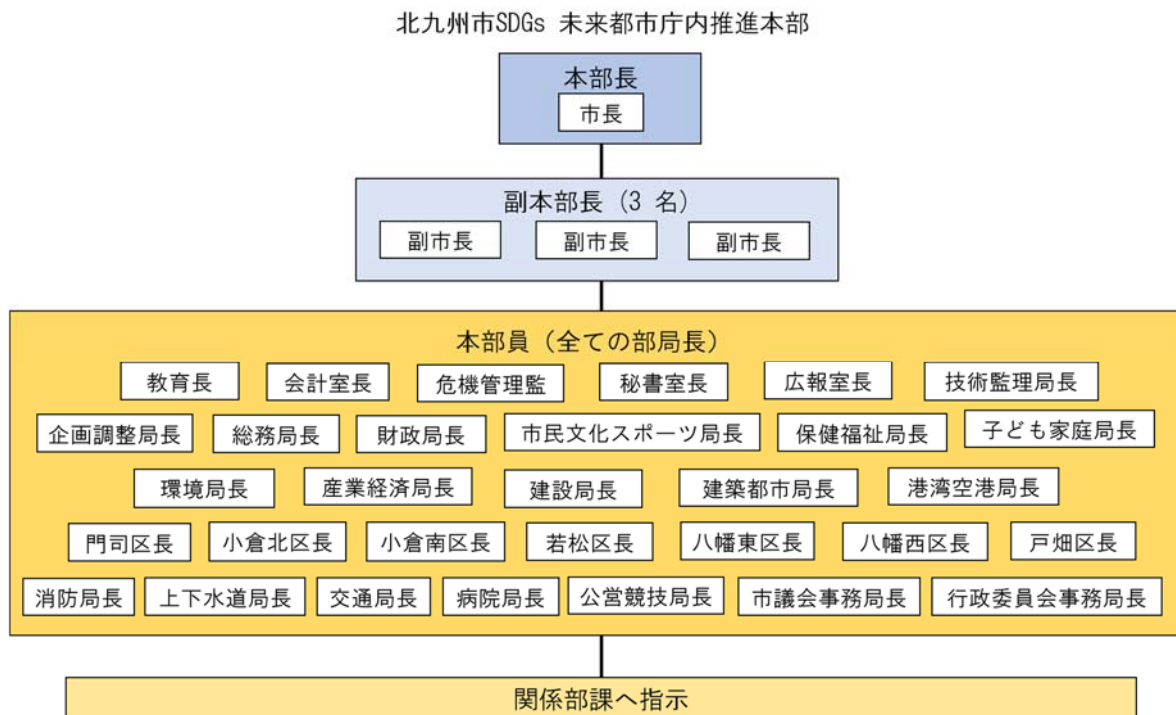 北九州市SDGs 未来都市庁内推進本部
本部長
市長
副本部長（3 名）
副市長 副市長 副市長
本部員（全ての部局長）
教育長 会計室長 危機管理監 秘書室長 広報室長 技術監理局長
企画調整局長 総務局長 財政局長 市民文化スポーツ局長 保健福祉局長 子ども家庭局長
環境局長 産業経済局長 建設局長 建築都市局長 港湾空港局長
門司区長 小倉北区長 小倉南区長 若松区長 八幡東区長 八幡西区長 戸畑区長
消防局長 上下水道局長 交通局長 病院局長 公営競技局長 市議会事務局長 行政委員会事務局長
関係部課へ指示